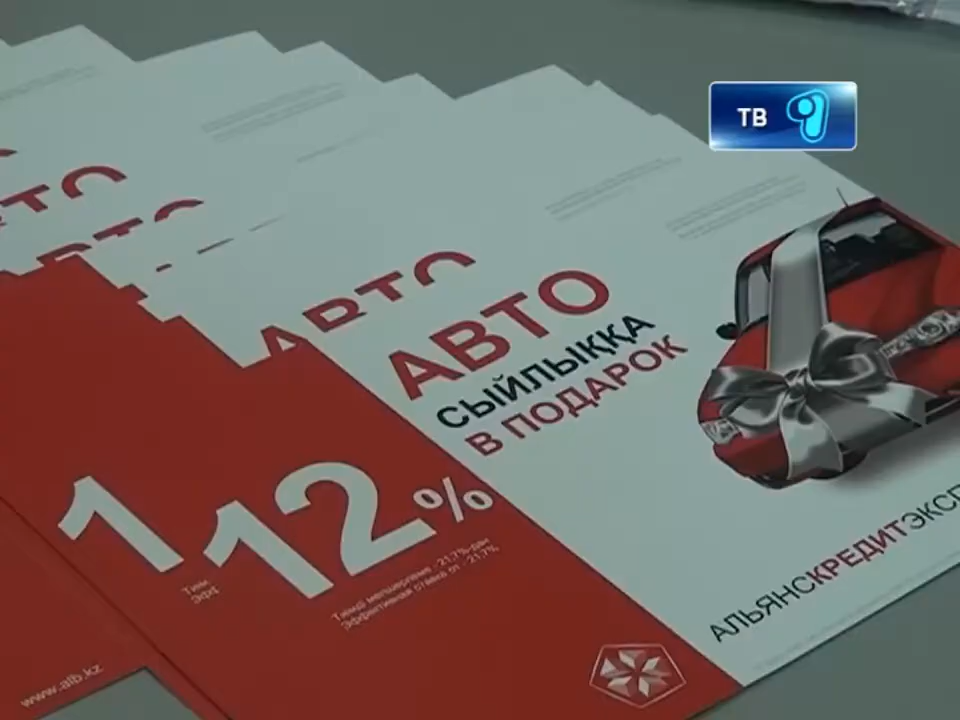 ТВ
АВТО
АВТО
СЫЙЛЫҚҚА
В ПОДАРОК
1
12%
Тиімді мөлшерлеме - 21,7%-дан
Эффективная ставка от - 21,7%
АЛЬЯНСКРЕДИТЭКСП
www.alb.kz